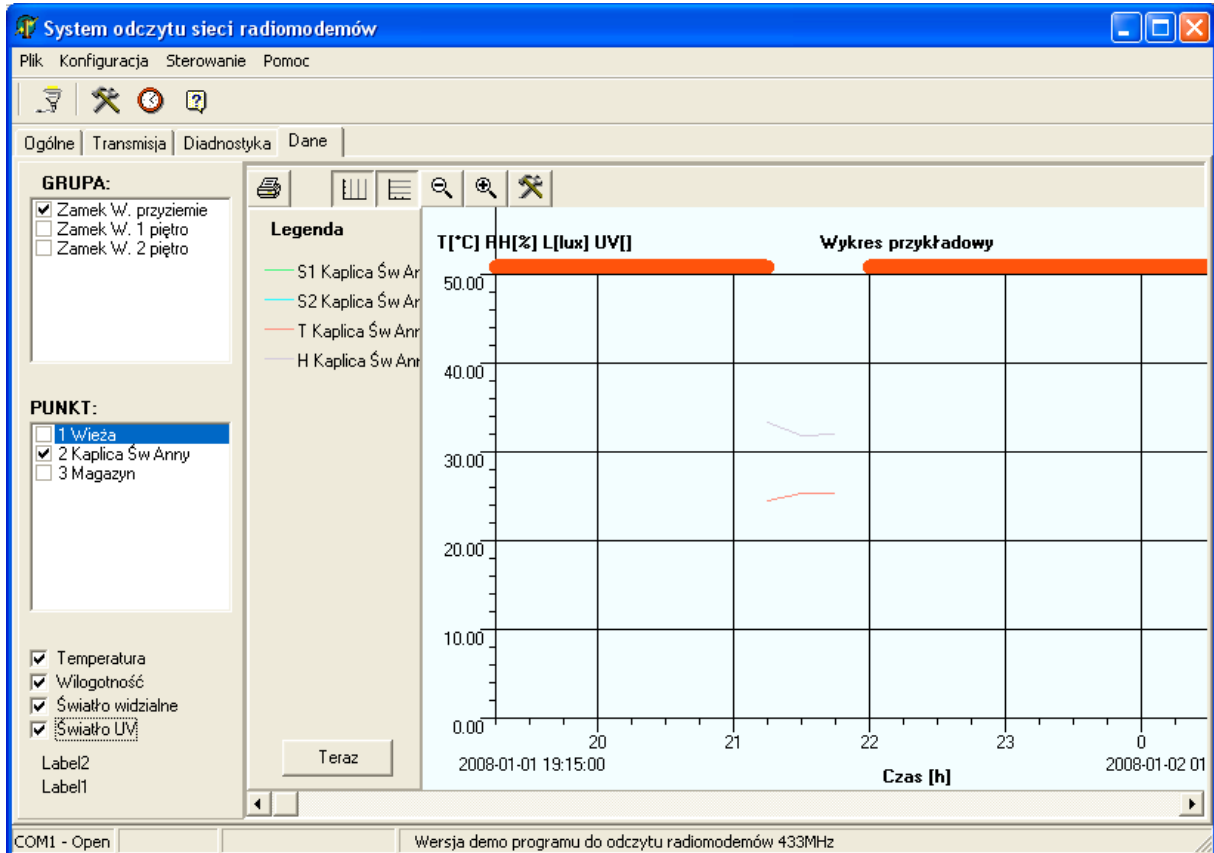 System odczytu sieci radiomodemów
Plik Konfiguracja Sterowanie Pomoc
Ogólne Transmisja Diadnostyka Dane
GRUPA:
Zamek W. przyziemie
Zamek W. 1 piętro
Zamek W. 2 piętro
PUNKT:
1 Wieża
2 Kaplica Św Anny
3 Magazyn
Temperatura
Wilogotność
Światło widzialne
Światło UV
Label2
Label1
Legenda
S1 Kaplica Św Ar
S2 Kaplica Św Ar
T Kaplica Św Anr
H Kaplica Św Anr
Teraz
T[°C] RH[%] L[lux] UV[]
Wykres przykładowy
50.00
40.00
30.00
20.00
10.00
0.00
20 21 22 23 0
2008-01-01 19:15:00
2008-01-02 01
Czas [h]
COM1 - Open
Wersja demo programu do odczytu radiomodemów 433MHz